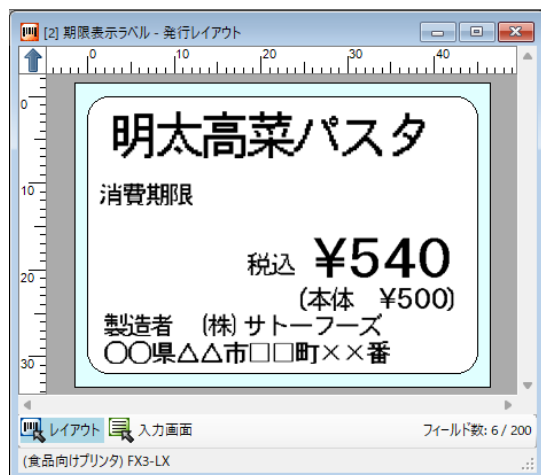 [2] 期限表示ラベル - 発行レイアウト
0 10 20 30 40
0
10
20
30
明太高菜パスタ
消費期限
税込 ¥540
(本体 ¥500)
製造者 (株) サトーフーズ
〇〇県△△市□□町××番
レイアウト 入力画面 フィールド数: 6 / 200
(食品向けプリンタ) FX3-LX